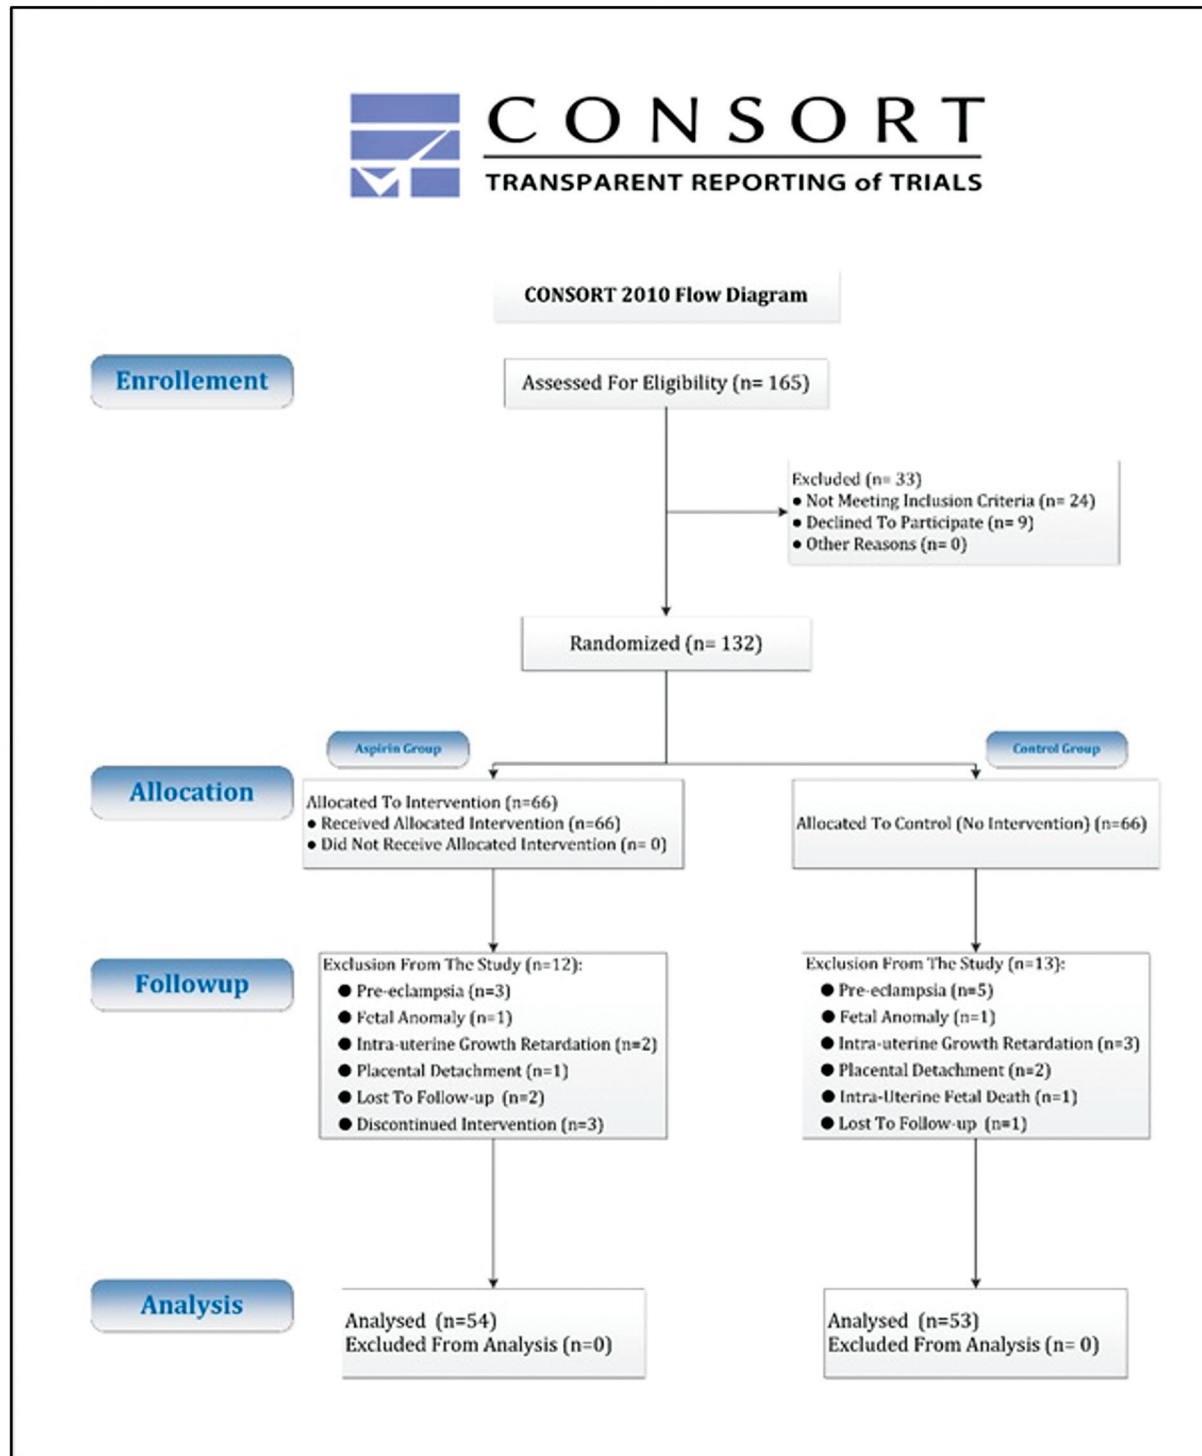 CONSORT
TRANSPARENT REPORTING of TRIALS
CONSORT 2010 Flow Diagram
Enrollement
Assessed For Eligibility (n= 165)
Excluded (n= 33)
● Not Meeting Inclusion Criteria (n= 24)
● Declined To Participate (n= 9)
● Other Reasons (n= 0)
Randomized (n= 132)
Aspirin Group
Control Group
Allocation
Allocated To Intervention (n=66)
● Received Allocated Intervention (n=66)
● Did Not Receive Allocated Intervention (n= 0)
Allocated To Control (No Intervention) (n=66)
Followup
Exclusion From The Study (n=12):
● Pre-eclampsia (n=3)
● Fetal Anomaly (n=1)
● Intra-uterine Growth Retardation (n=2)
● Placental Detachment (n=1)
● Lost To Follow-up (n=2)
● Discontinued Intervention (n=3)
Exclusion From The Study (n=13):
● Pre-eclampsia (n=5)
● Fetal Anomaly (n=1)
● Intra-uterine Growth Retardation (n=3)
● Placental Detachment (n=2)
● Intra-Uterine Fetal Death (n=1)
● Lost To Follow-up (n=1)
Analysis
Analysed (n=54)
Excluded From Analysis (n=0)
Analysed (n=53)
Excluded From Analysis (n= 0)